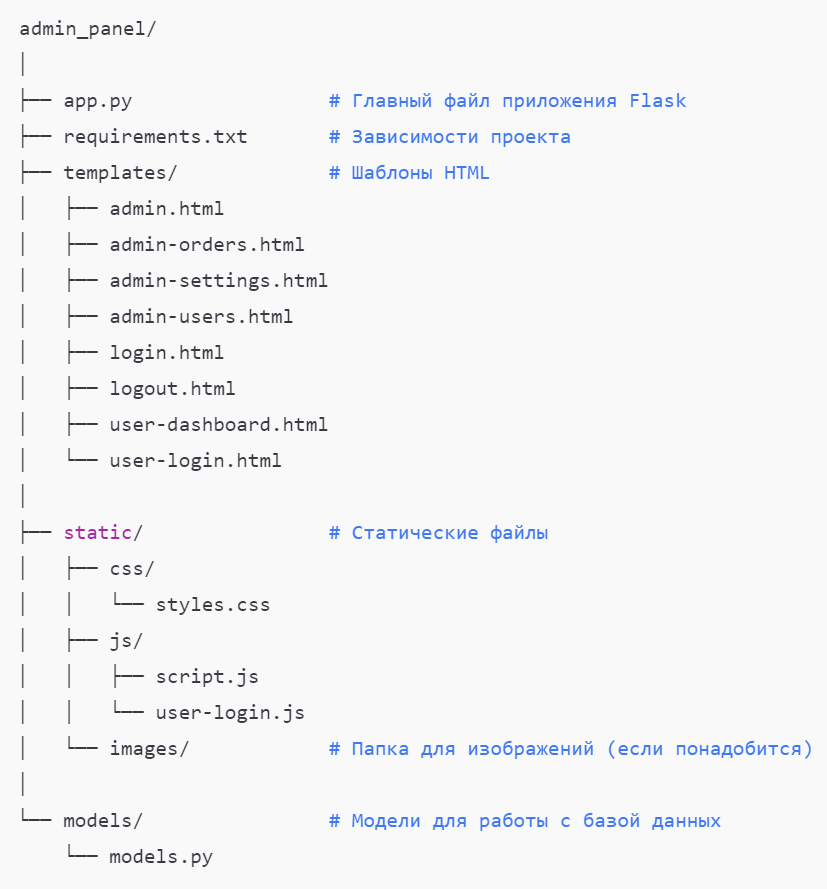 admin_panel/
│
├── app.py                 # Главный файл приложения Flask
├── requirements.txt       # Зависимости проекта
├── templates/             # Шаблоны HTML
│   ├── admin.html
│   ├── admin-orders.html
│   ├── admin-settings.html
│   ├── admin-users.html
│   ├── login.html
│   ├── logout.html
│   ├── user-dashboard.html
│   └── user-login.html
│
├── static/                # Статические файлы
│   ├── css/
│   │   └── styles.css
│   ├── js/
│   │   ├── script.js
│   │   └── user-login.js
│   └── images/            # Папка для изображений (если понадобится)
│
└── models/                # Модели для работы с базой данных
    └── models.py